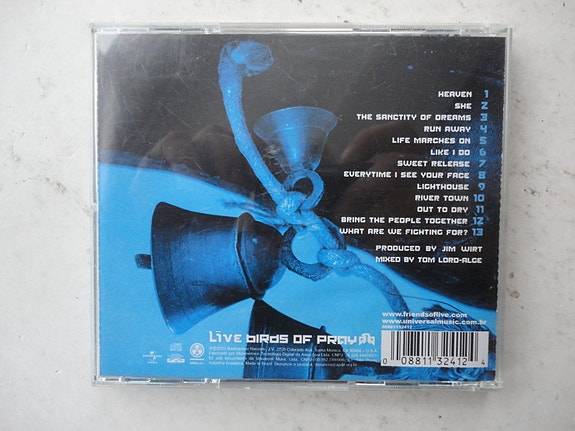 HEAVEN 1
SHE 2
THE SANCTITY OF DREAMS 3
RUN AWAY 4
LIFE MARCHES ON 5
LIKE I DO 6
SWEET RELEASE 7
EVERYTIME I SEE YOUR FACE 8
LIGHTHOUSE 9
RIVER TOWN 10
OUT TO DRY 11
BRING THE PEOPLE TOGETHER 12
WHAT ARE WE FIGHTING FOR? 13
PRODUCED BY JIM WIRT
MIXED BY TOM LORD-ALGE
www.friendsoflive.com
www.universalmusic.com.br
LIVE BIRDS OF PRAY
0 08811 32412 4